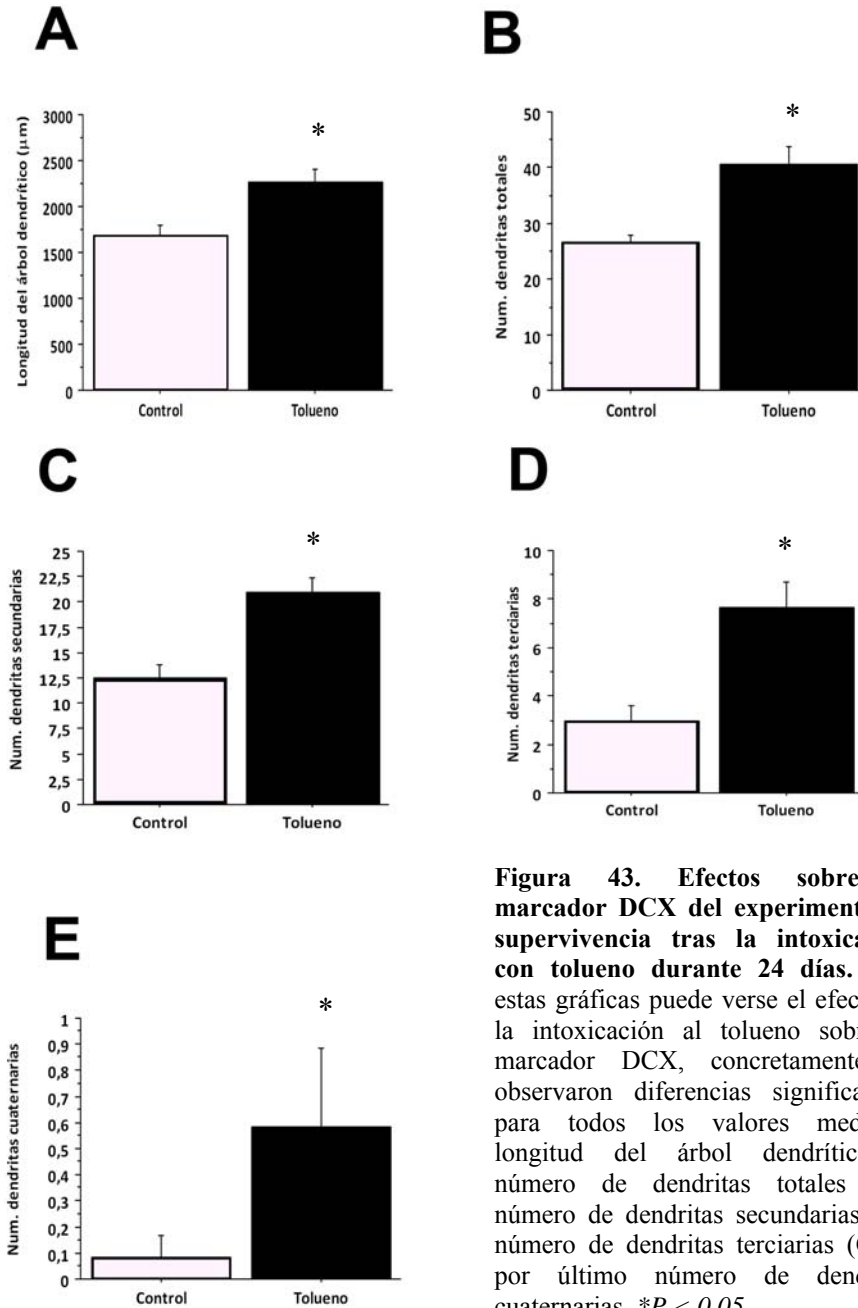 A
Longitud del árbol dendrítico (µm)
3000
2500
2000
1500
1000
500
0
*
Control
Tolueno
B
Num. dendritas totales
50
40
30
20
10
0
*
Control
Tolueno
C
Num. dendritas secundarias
25
22,5
20
17,5
15
12,5
10
7,5
5
2,5
0
*
Control
Tolueno
D
Num. dendritas terciarias
10
8
6
4
2
0
*
Control
Tolueno
E
Num. dendritas cuaternarias
1
0,9
0,8
0,7
0,6
0,5
0,4
0,3
0,2
0,1
0
*
Control
Tolueno
Figura 43. Efectos sobre
marcador DCX del experiment
supervivencia tras la intoxica
con tolueno durante 24 días.
estas gráficas puede verse el efec
la intoxicación al tolueno sobr
marcador DCX, concretamente
observaron diferencias significa
para todos los valores med
longitud del árbol dendrític
número de dendritas totales
número de dendritas secundarias
número de dendritas terciarias (
por último número de dend
cuaternarias. *P < 0.05